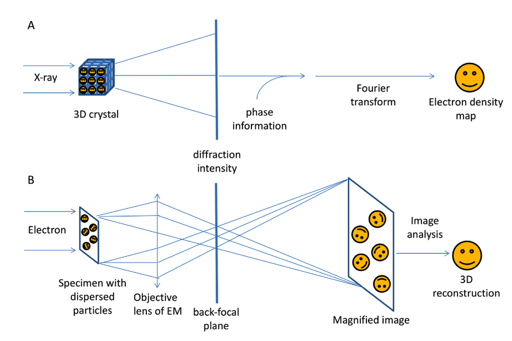 A
X-ray
3D crystal
phase
information
Fourier
transform
Electron density
map
diffraction
intensity
B
Electron
Specimen with
dispersed
particles
Objective
lens of EM
back-focal
plane
Magnified image
Image
analysis
3D
reconstruction